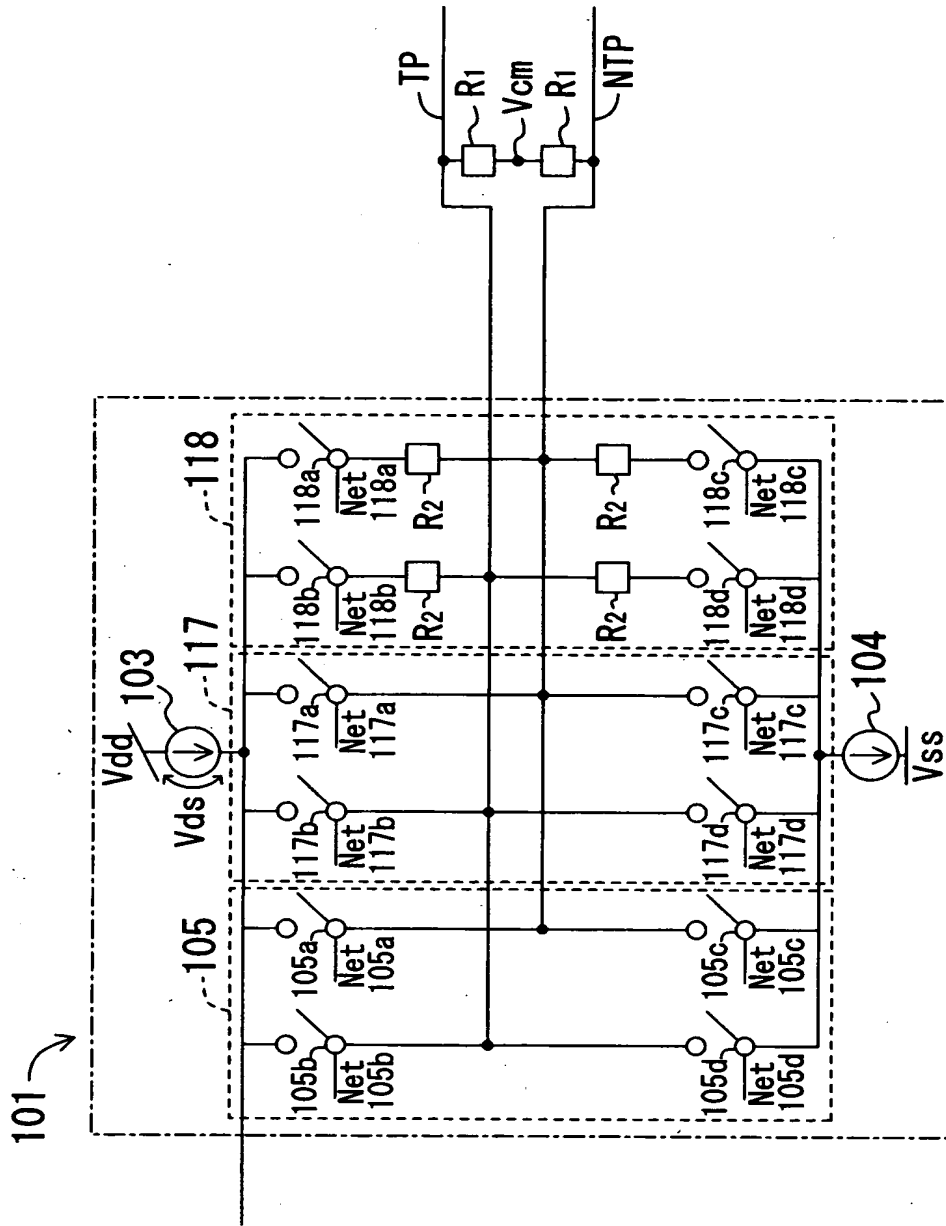 101
Vdd
103
Vds
105
117
118
105b
Net
105b
105a
Net
105a
117b
Net
117b
117a
Net
117a
118b
Net
118b
118a
Net
118a
R2
R2
TP
R1
Vcm
R1
NTP
R2
R2
105d
Net
105d
105c
Net
105c
117d
Net
117d
117c
Net
117c
118d
Net
118d
118c
Net
118c
104
Vss